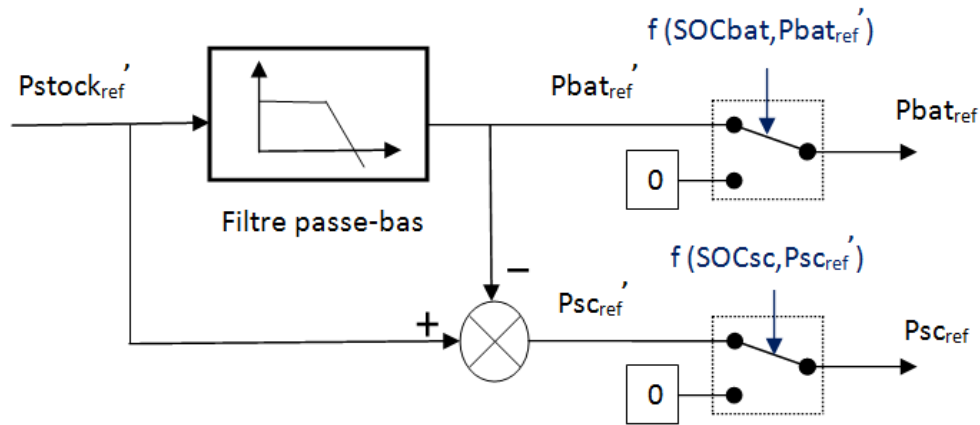 f (SOCbat,Pbatref')
Pstockref'
Pbatref'
Pbatref
0
Filtre passe-bas
f (SOCsc,Pscref')
−
Pscref'
+
Pscref
0